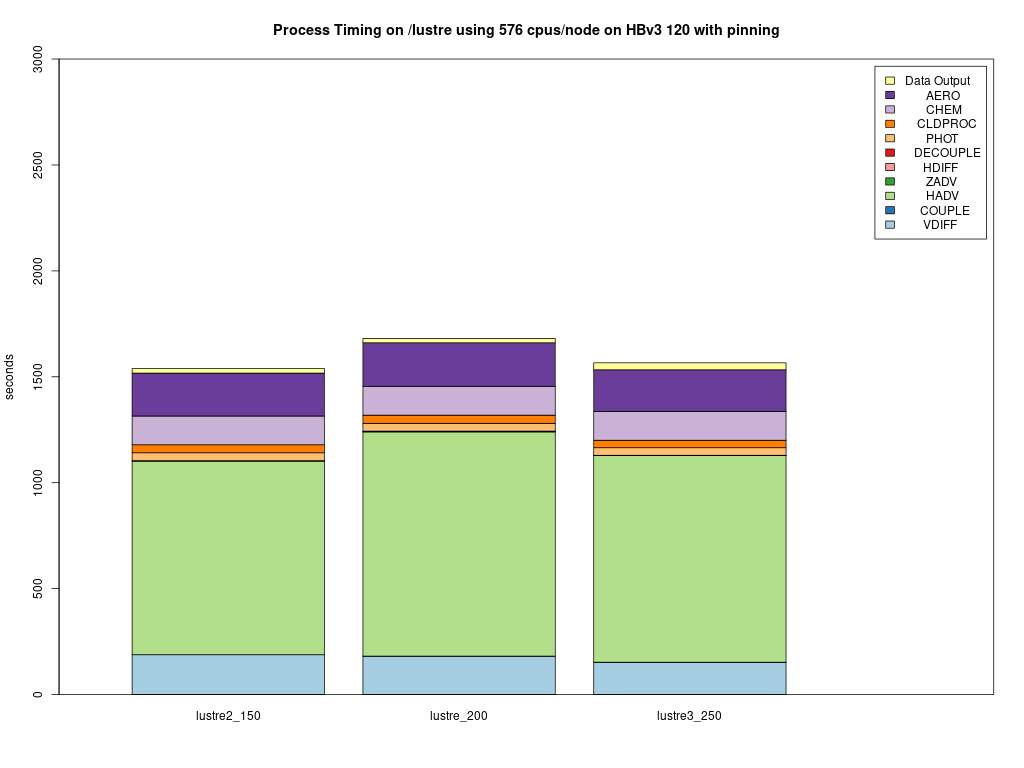 Process Timing on /lustre using 576 cpus/node on HBv3 120 with pinning
3000
2500
2000
1500
1000
500
0
seconds
Data Output
AERO
CHEM
CLDPROC
PHOT
DECOUPLE
HDIFF
ZADV
HADV
COUPLE
VDIFF
lustre2_150
lustre_200
lustre3_250